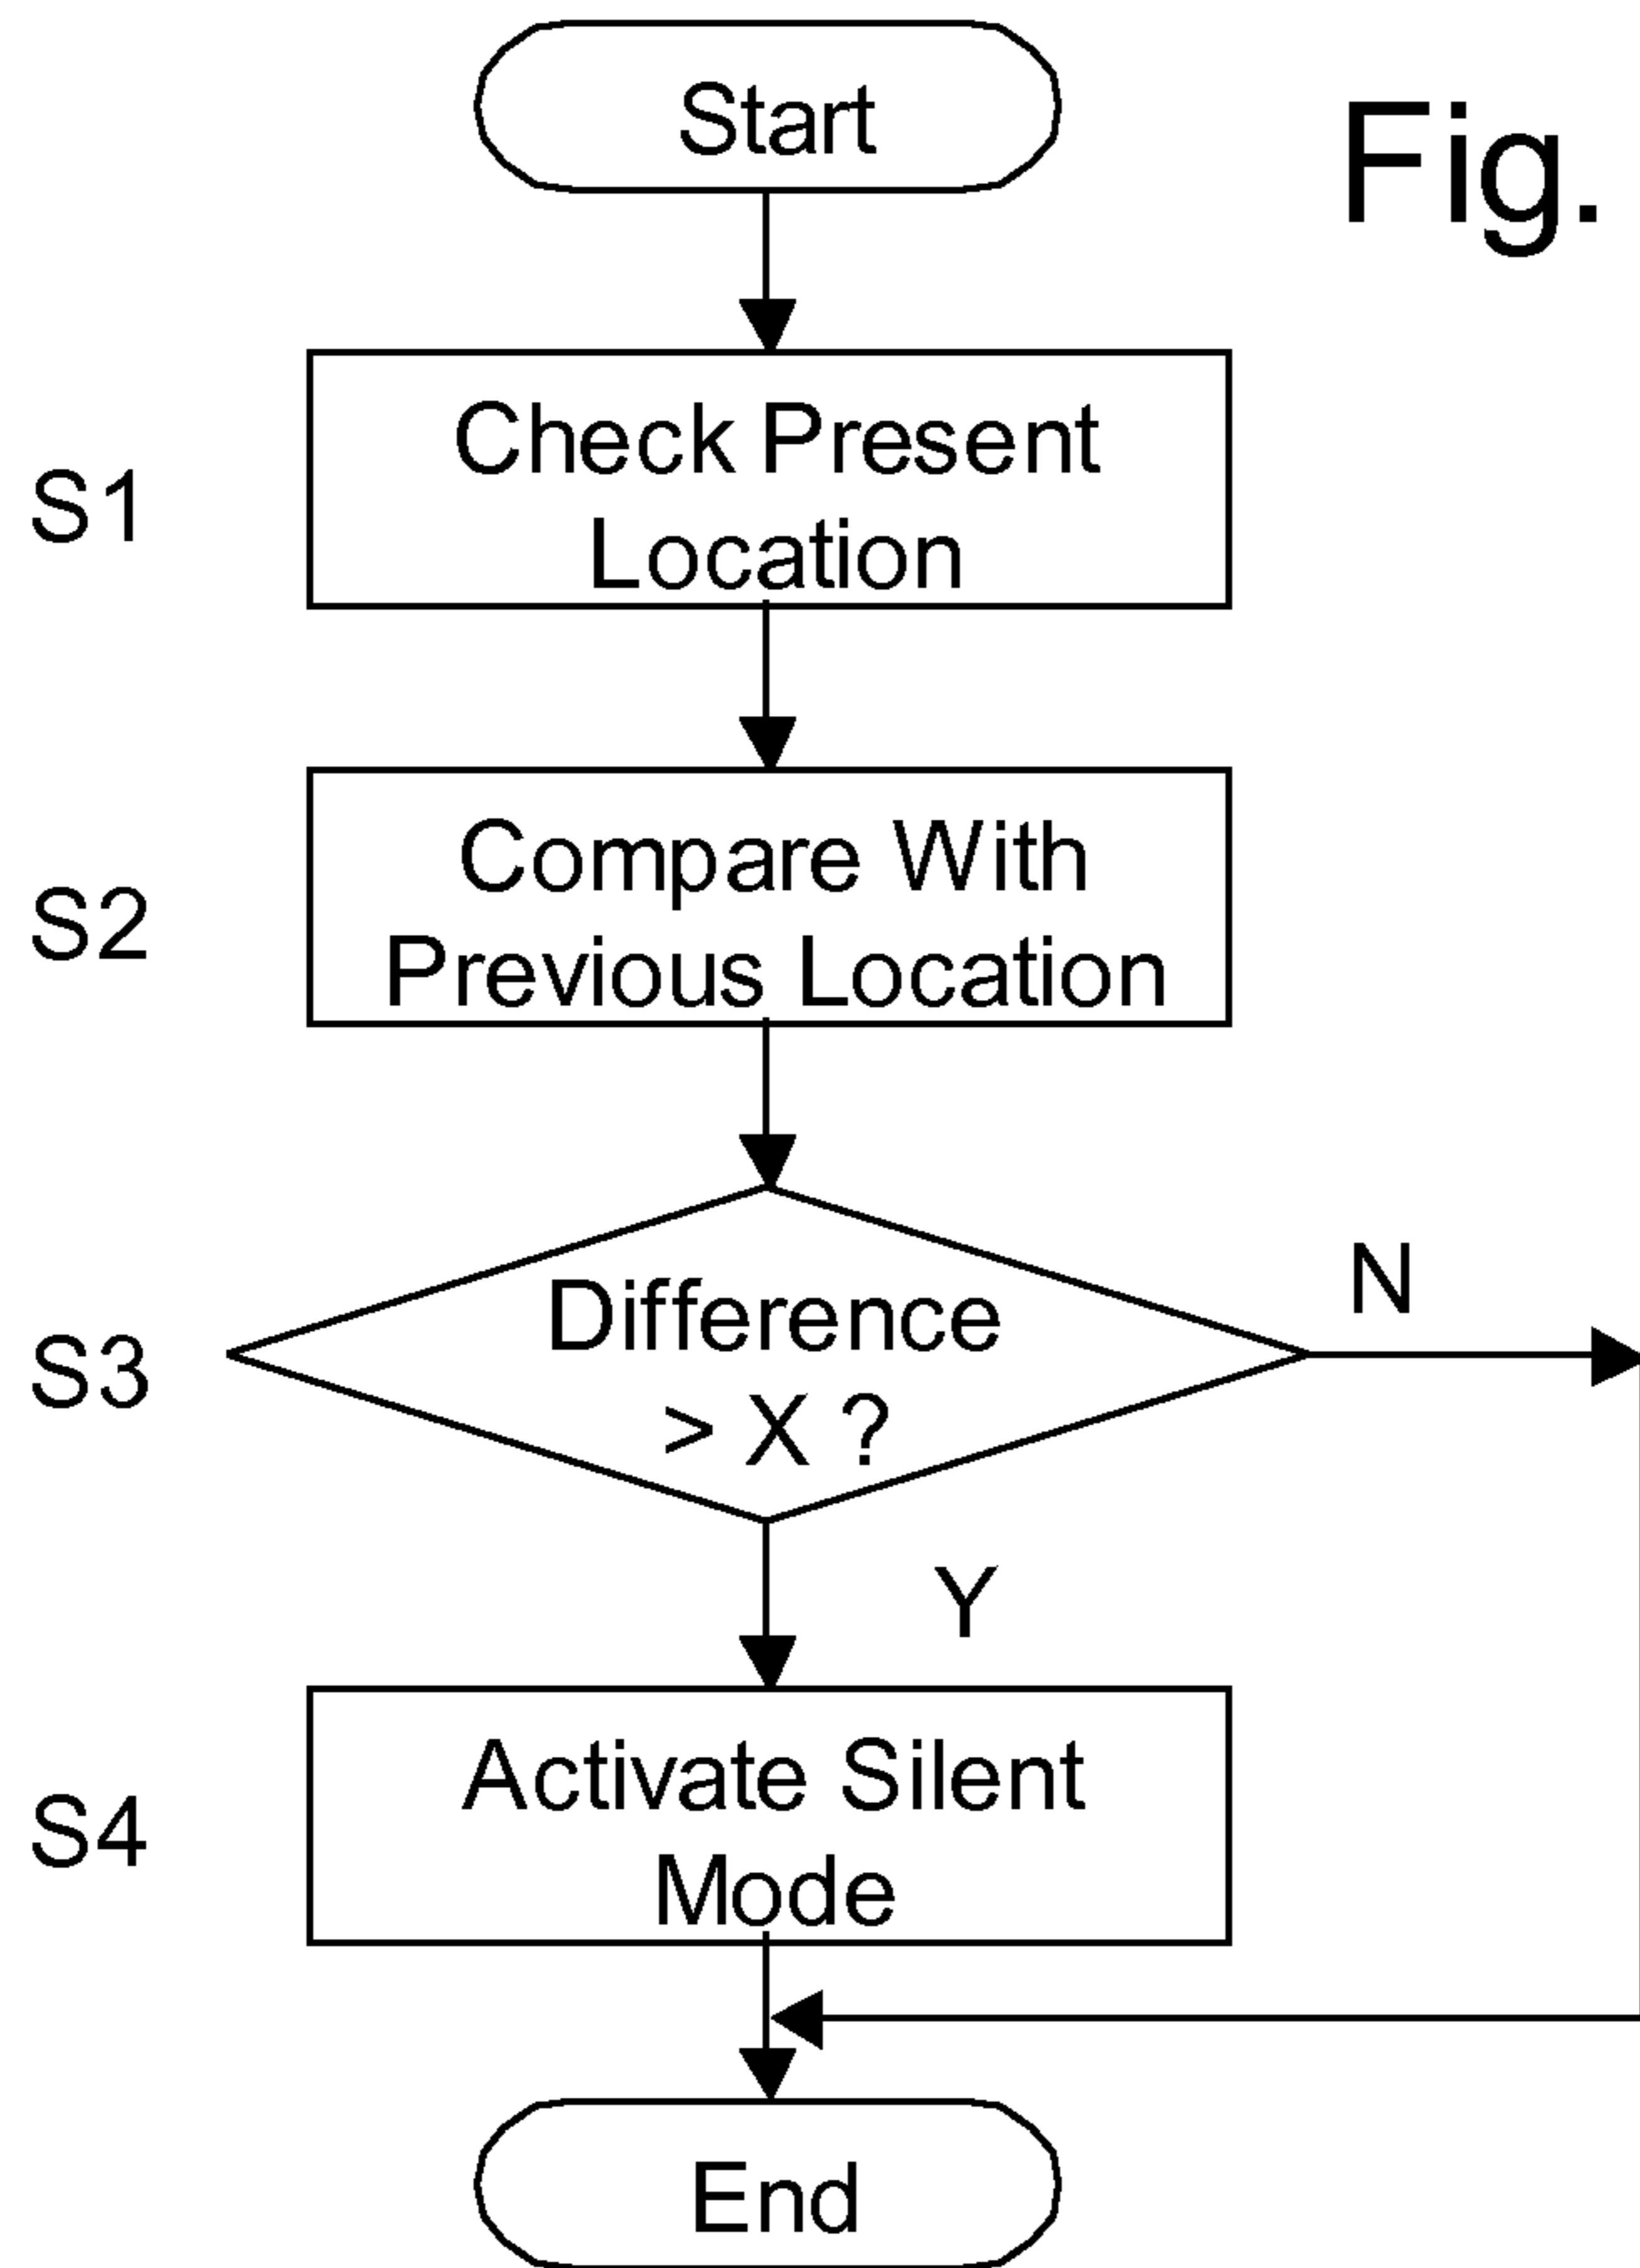 Start
Fig.
S1
Check Present
Location
S2
Compare With
Previous Location
S3
Difference
> X ?
N
Y
S4
Activate Silent
Mode
End